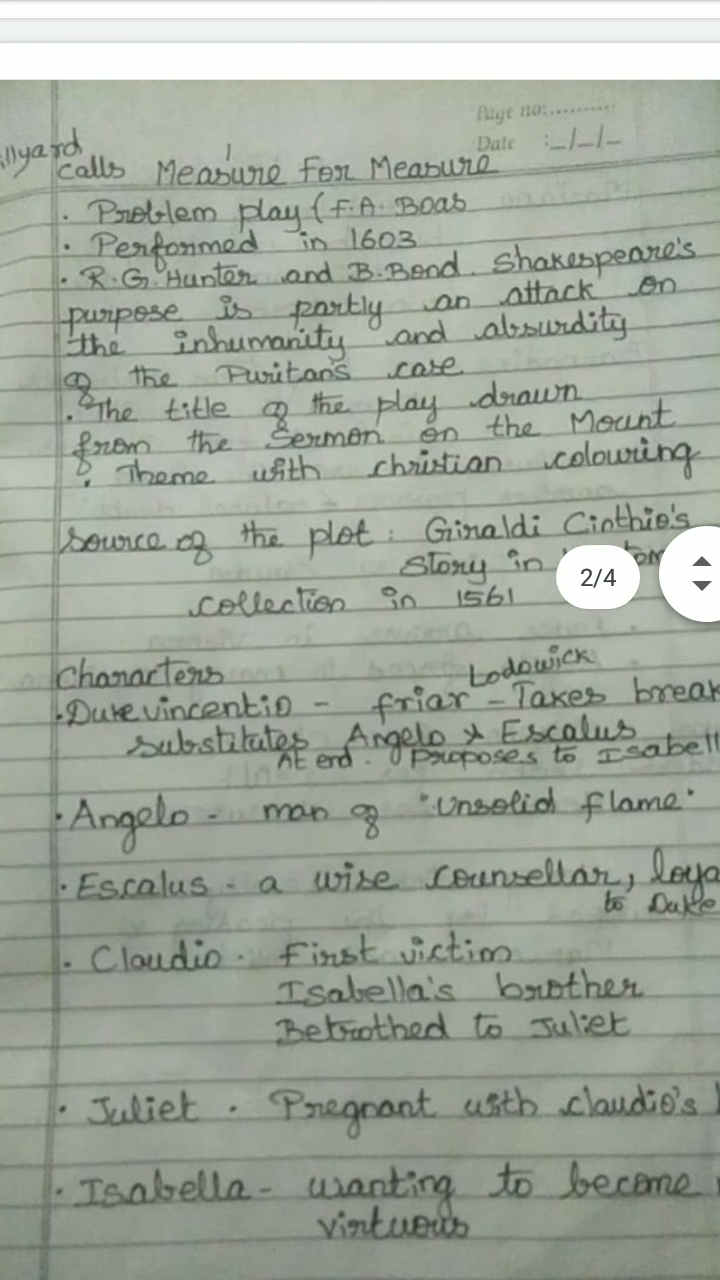 Page no:..........
Date :_/_/_
illyard
calls Measure For Measure
. Problem play (F.A. Boas
. Performed in 1603
. R.G. Hunter and B.Bond. Shakespeare's
purpose is partly an attack on
the inhumanity and absurdity
of the Puritan's case
. The title of the play drawn
from the Sermon on the Mount
. Theme with christian colouring
source of the plot : Giraldi Cinthio's
story in
2/4
collection in 1561
Characters
Lodowick
. Duke vincentio - friar - Takes break
substitutes Angelo & Escalus
At end. Proposes to Isabell
. Angelo - man of "Unsolid flame"
. Escalus - a wise counsellar, loya
to Duke
. Claudio - First victim
Isabella's brother
Betrothed to Juliet
. Juliet . Pregnant with claudio's
. Isabella - wanting to become
virtuous